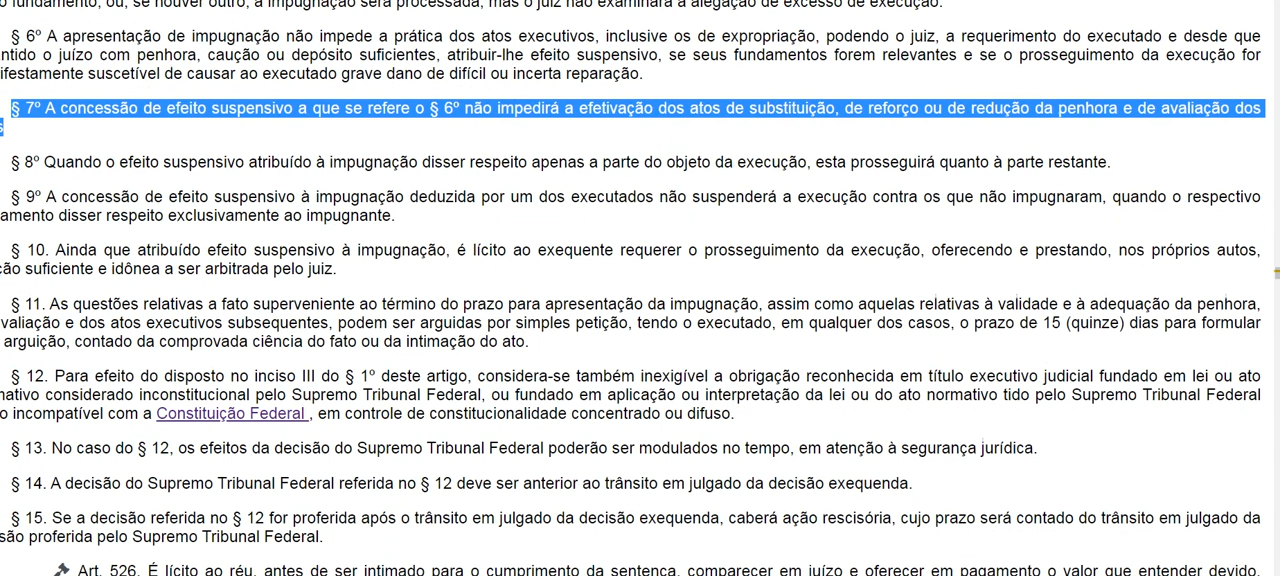 o fundamento, ou, se houver outro, a impugnação será processada, mas o juiz não examinará a alegação de excesso de execução.
§ 6º A apresentação de impugnação não impede a prática dos atos executivos, inclusive os de expropriação, podendo o juiz, a requerimento do executado e desde que
ntido o juízo com penhora, caução ou depósito suficientes, atribuir-lhe efeito suspensivo, se seus fundamentos forem relevantes e se o prosseguimento da execução for
ifestamente suscetível de causar ao executado grave dano de difícil ou incerta reparação.
§ 7º A concessão de efeito suspensivo a que se refere o § 6º não impedirá a efetivação dos atos de substituição, de reforço ou de redução da penhora e de avaliação dos
s
§ 8º Quando o efeito suspensivo atribuído à impugnação disser respeito apenas a parte do objeto da execução, esta prosseguirá quanto à parte restante.
§ 9º A concessão de efeito suspensivo à impugnação deduzida por um dos executados não suspenderá a execução contra os que não impugnaram, quando o respectivo
amento disser respeito exclusivamente ao impugnante.
§ 10. Ainda que atribuído efeito suspensivo à impugnação, é lícito ao exequente requerer o prosseguimento da execução, oferecendo e prestando, nos próprios autos,
ção suficiente e idônea a ser arbitrada pelo juiz.
§ 11. As questões relativas a fato superveniente ao término do prazo para apresentação da impugnação, assim como aquelas relativas à validade e à adequação da penhora,
valiação e dos atos executivos subsequentes, podem ser arguidas por simples petição, tendo o executado, em qualquer dos casos, o prazo de 15 (quinze) dias para formular
arguição, contado da comprovada ciência do fato ou da intimação do ato.
§ 12. Para efeito do disposto no inciso III do § 1º deste artigo, considera-se também inexigível a obrigação reconhecida em título executivo judicial fundado em lei ou ato
mativo considerado inconstitucional pelo Supremo Tribunal Federal, ou fundado em aplicação ou interpretação da lei ou do ato normativo tido pelo Supremo Tribunal Federal
o incompatível com a Constituição Federal , em controle de constitucionalidade concentrado ou difuso.
§ 13. No caso do § 12, os efeitos da decisão do Supremo Tribunal Federal poderão ser modulados no tempo, em atenção à segurança jurídica.
§ 14. A decisão do Supremo Tribunal Federal referida no § 12 deve ser anterior ao trânsito em julgado da decisão exequenda.
§ 15. Se a decisão referida no § 12 for proferida após o trânsito em julgado da decisão exequenda, caberá ação rescisória, cujo prazo será contado do trânsito em julgado da
são proferida pelo Supremo Tribunal Federal.
Art. 526. É lícito ao réu, antes de ser intimado para o cumprimento da sentença, comparecer em juízo e oferecer em pagamento o valor que entender devido,